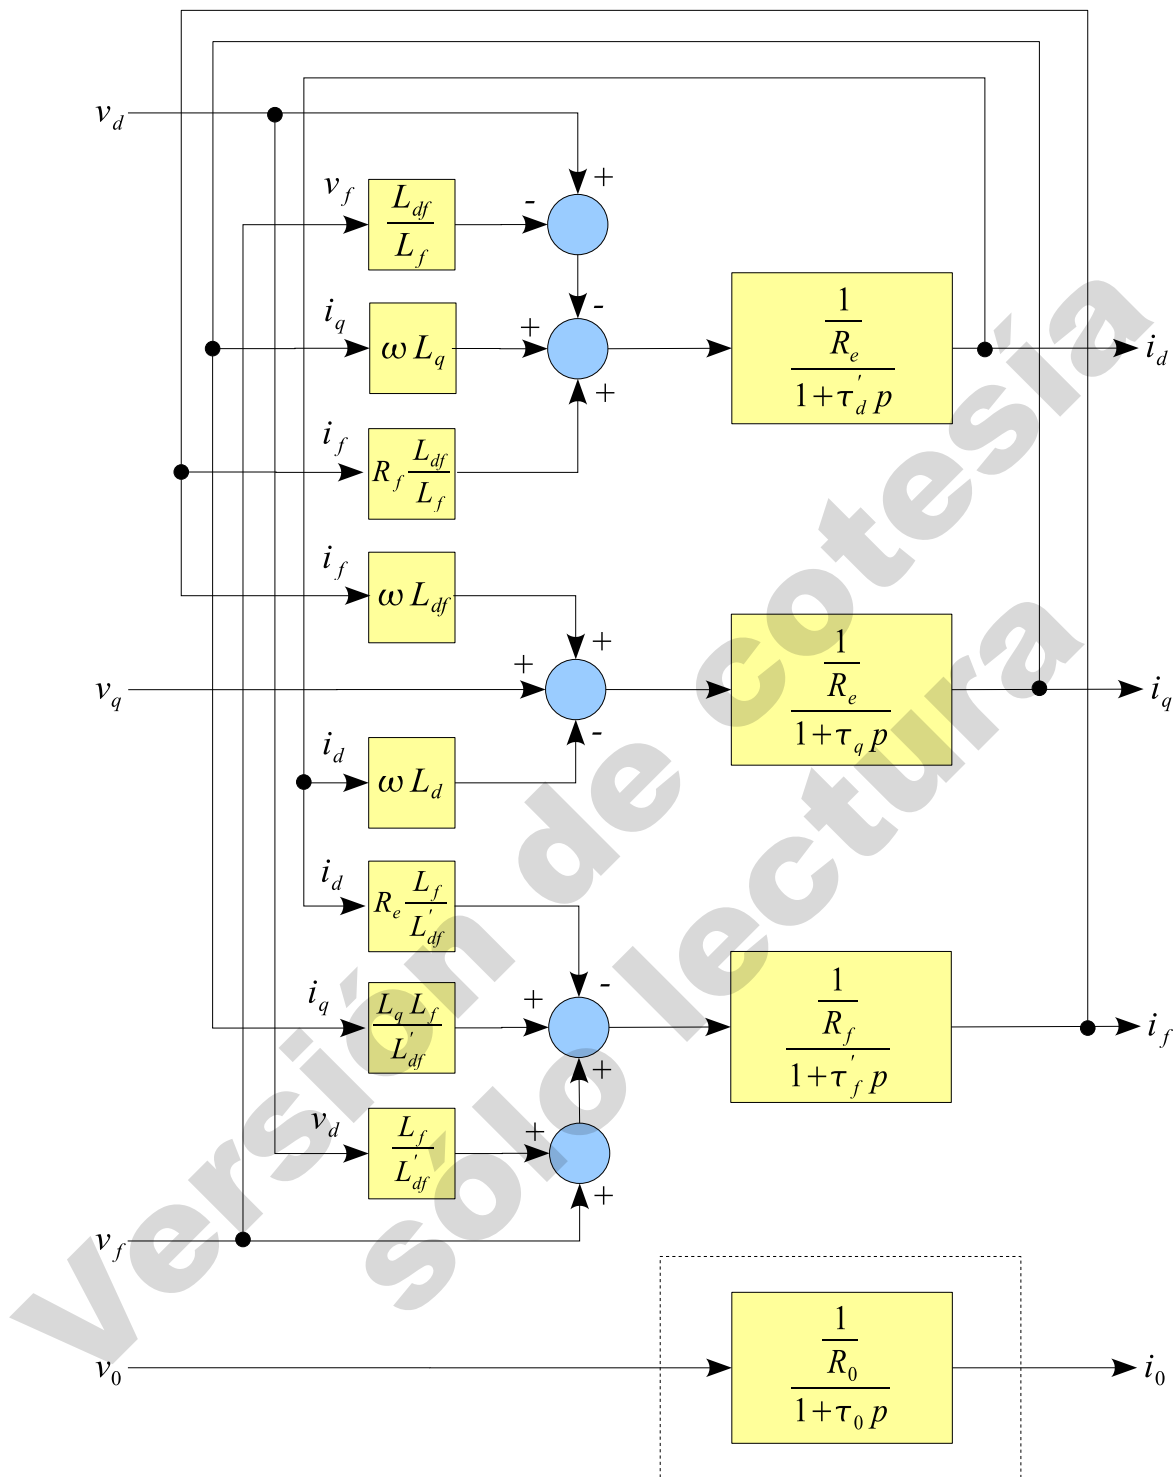 v_d
+
v_f
L_df / L_f
-
i_q
ω L_q
+
-
+
i_f
R_f L_df / L_f
(1/R_e) / (1+τ'_d p)
i_d
i_f
ω L_df
+
v_q
+
-
i_d
ω L_d
(1/R_e) / (1+τ_q p)
i_q
i_d
R_e L_f / L'_df
-
i_q
L_q L_f / L'_df
+
+
(1/R_f) / (1+τ'_f p)
i_f
v_d
L_f / L'_df
+
+
v_f
v_0
(1/R_0) / (1+τ_0 p)
i_0
Versión de cotesía
sólo lectura